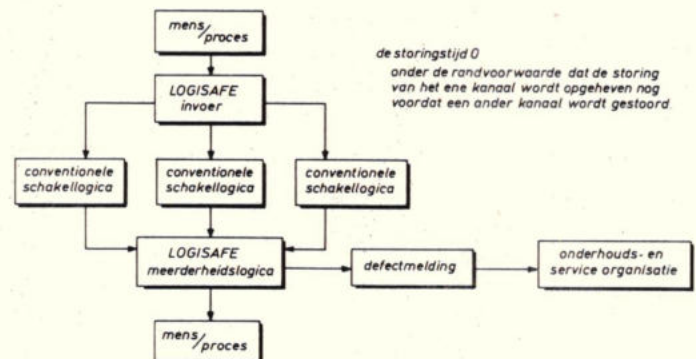 mens/
proces
de storingstijd 0
onder de randvoorwaarde dat de storing
van het ene kanaal wordt opgeheven nog
voordat een ander kanaal wordt gestoord.
LOGISAFE
invoer
conventionele
schakellogica
conventionele
schakellogica
conventionele
schakellogica
LOGISAFE
meerderheidslogica
defectmelding
onderhouds- en
service organisatie
mens/
proces